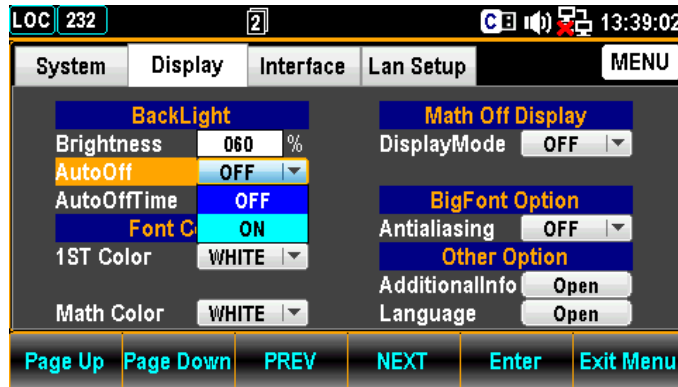 LOC 232 2 C 13:39:02
System Display Interface Lan Setup MENU
BackLight
Brightness 060 %
AutoOff OFF
AutoOffTime OFF
ON
Font C
1ST Color WHITE
Math Color WHITE
Math Off Display
DisplayMode OFF
BigFont Option
Antialiasing OFF
Other Option
AdditionalInfo Open
Language Open
Page Up Page Down PREV NEXT Enter Exit Menu